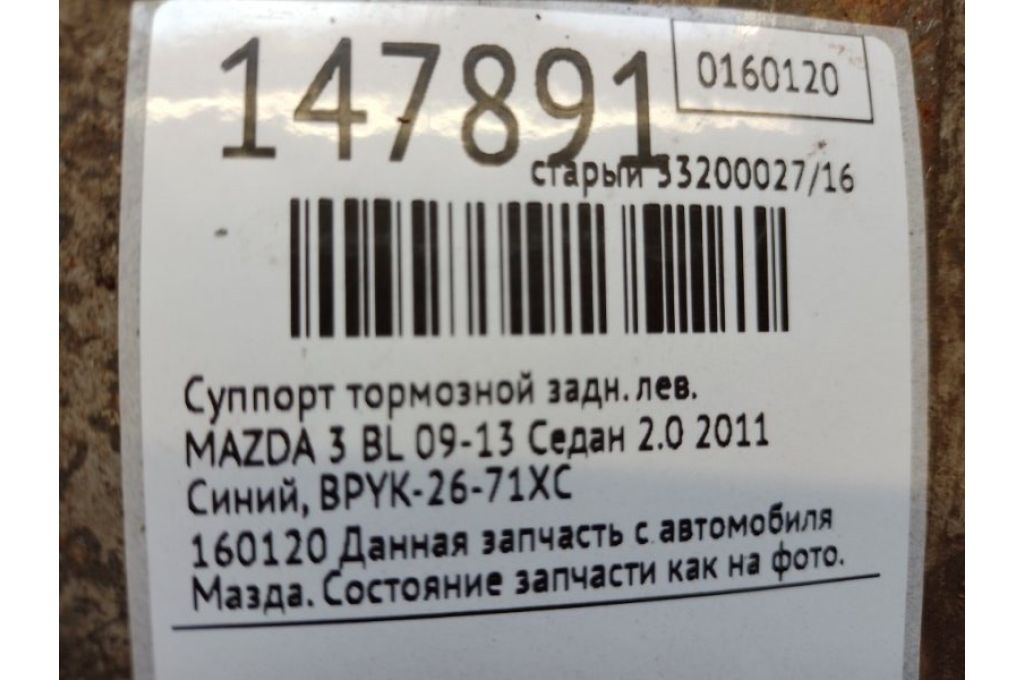 147891
0160120
старый 33200027/16
Суппорт тормозной задн. лев.
MAZDA 3 BL 09-13 Седан 2.0 2011
Синий, BPYK-26-71XC
160120 Данная запчасть с автомобиля
Мазда. Состояние запчасти как на фото.